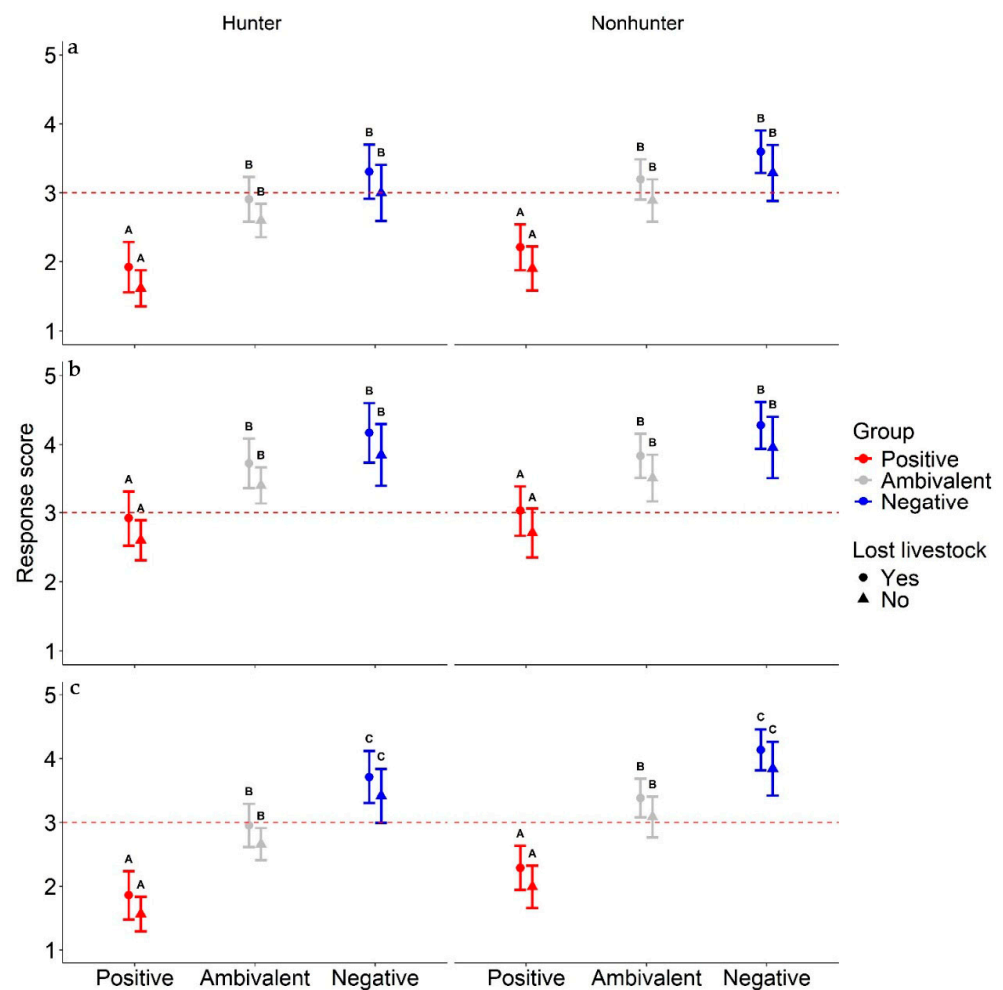 Hunter Nonhunter
a
5
4
3
2
1
B B B B B B B B
A A A A
b
5
4
3
2
1
B B B B B B B B
A A A A
c
5
4
3
2
1
C C C C
B B B B
A A A A
Response score
Positive Ambivalent Negative Positive Ambivalent Negative
Group
Positive
Ambivalent
Negative
Lost livestock
Yes
No